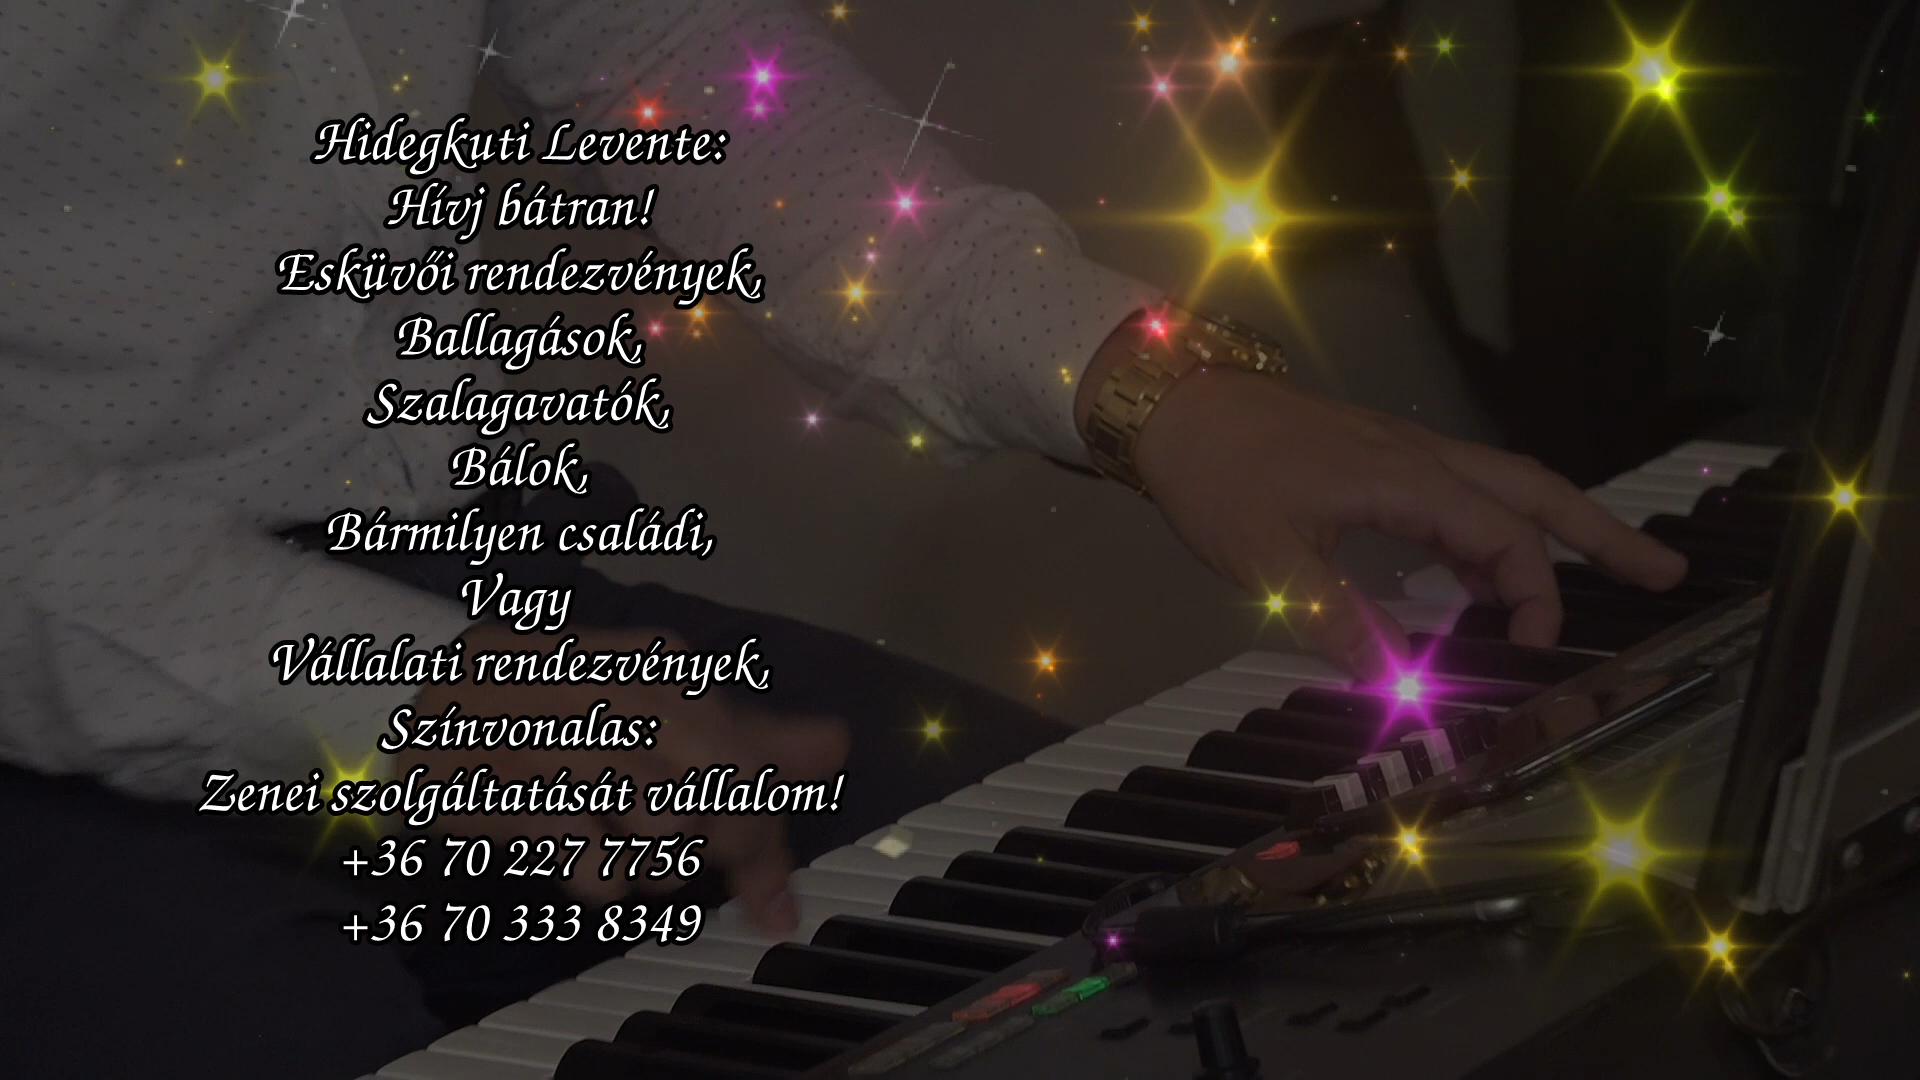 Hidegkuti Levente:
Hívj bátran!
Esküvői rendezvények,
Ballagások,
Szalagavatók,
Bálok,
Bármilyen családi,
Vagy
Vállalati rendezvények,
Színvonalas:
Zenei szolgáltatását vállalom!
+36 70 227 7756
+36 70 333 8349